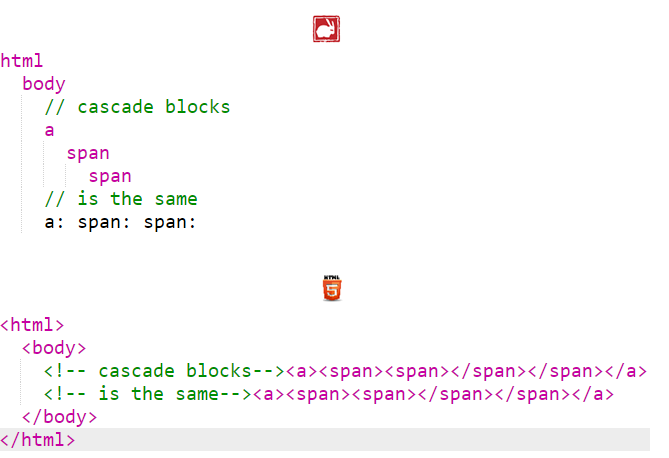 html
body
// cascade blocks
a
span
span
// is the same
a: span: span:
HTML
5
<html>
<body>
<!-- cascade blocks--><a><span><span></span></span></a>
<!-- is the same--><a><span><span></span></span></a>
</body>
</html>